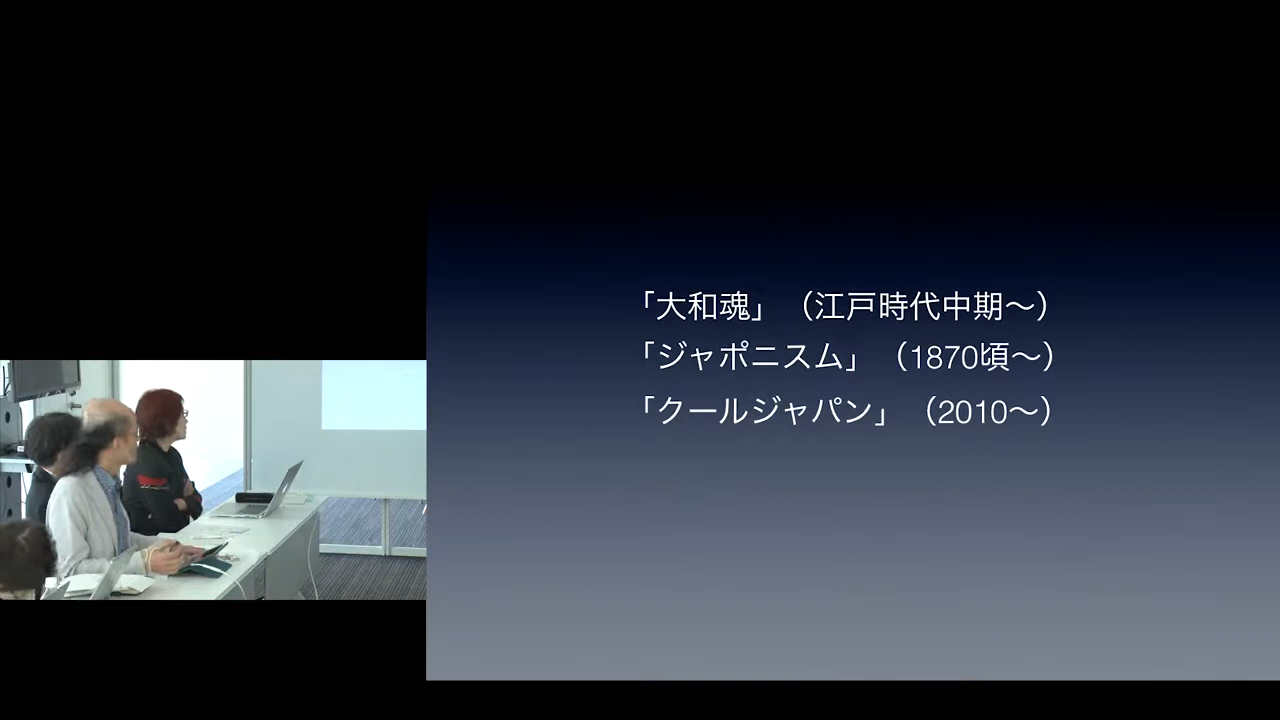 「大和魂」（江戸時代中期〜）
「ジャポニスム」（1870頃〜）
「クールジャパン」（2010〜）